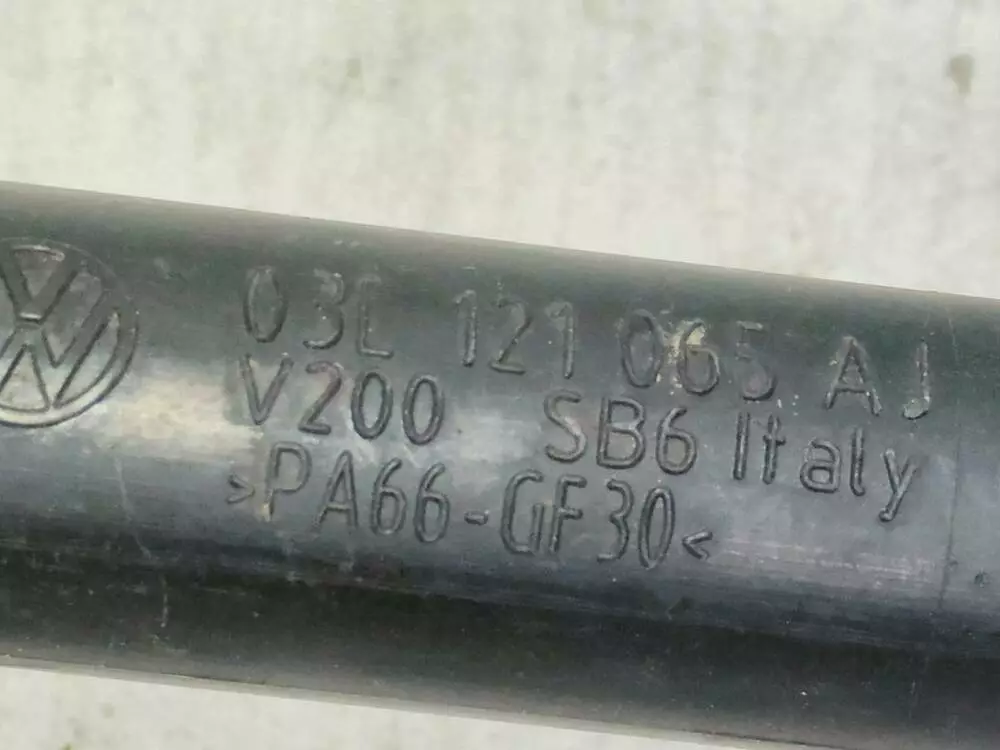 03L 121 065 AJ
V200 SB6 Italy
>PA66-GF30<